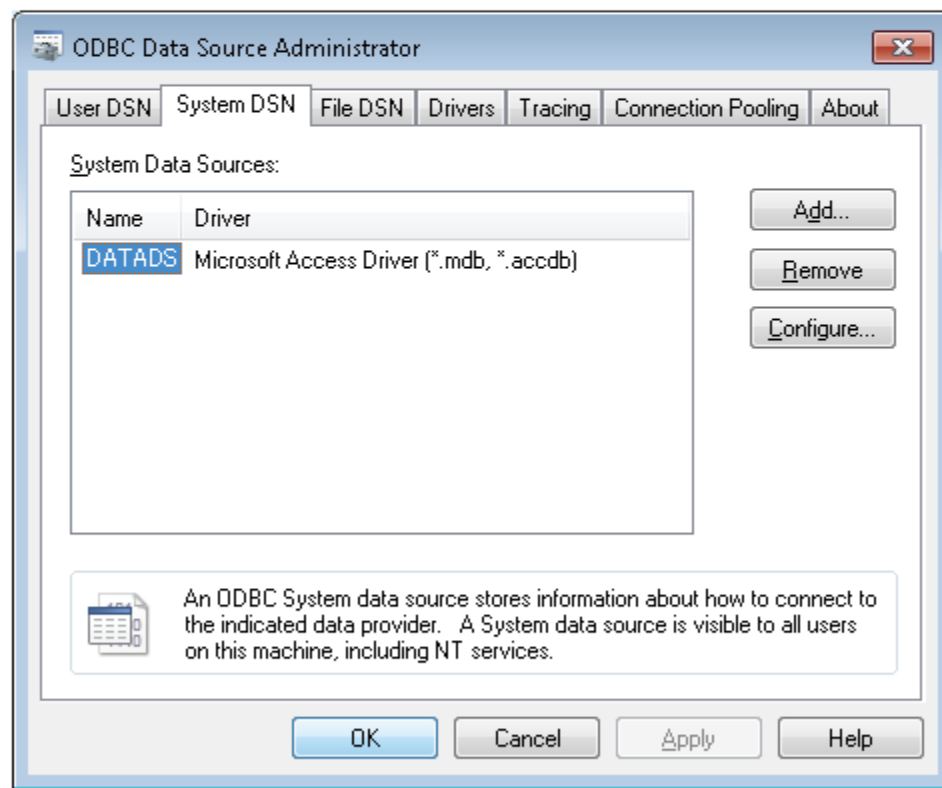 ODBC Data Source Administrator
User DSN System DSN File DSN Drivers Tracing Connection Pooling About
System Data Sources:
Name Driver
DATADS Microsoft Access Driver (*.mdb, *.accdb)
Add...
Remove
Configure...
An ODBC System data source stores information about how to connect to
the indicated data provider. A System data source is visible to all users
on this machine, including NT services.
OK Cancel Apply Help